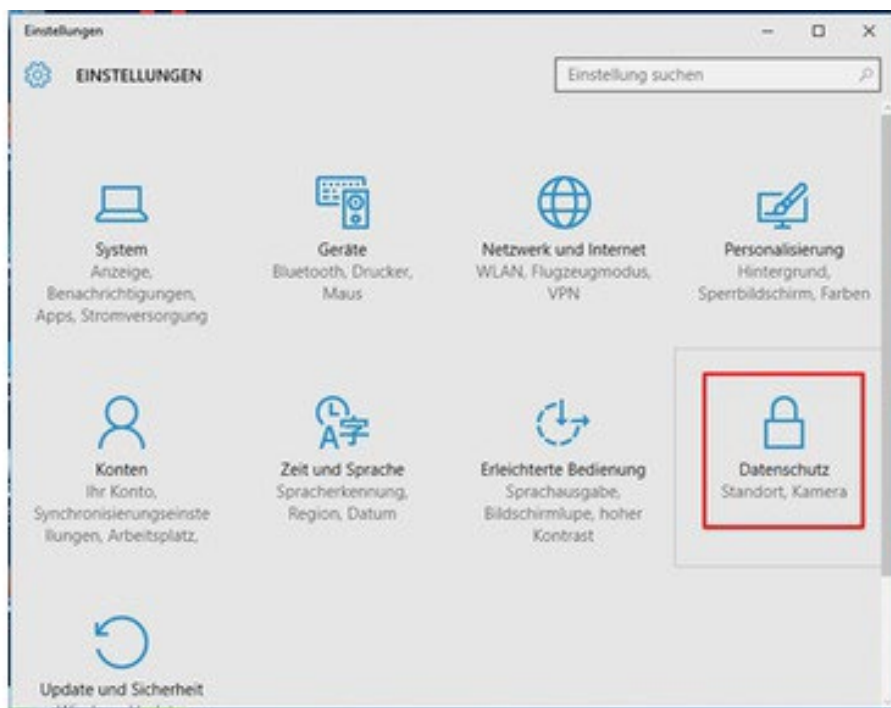 Einstellungen
EINSTELLUNGEN
Einstellung suchen
System
Anzeige,
Benachrichtigungen,
Apps, Stromversorgung
Geräte
Bluetooth, Drucker,
Maus
Netzwerk und Internet
WLAN, Flugzeugmodus,
VPN
Personalisierung
Hintergrund,
Sperrbildschirm, Farben
Konten
Ihr Konto,
Synchronisierungseinste
llungen, Arbeitsplatz,
Zeit und Sprache
Spracherkennung,
Region, Datum
Erleichterte Bedienung
Sprachausgabe,
Bildschirmlupe, hoher
Kontrast
Datenschutz
Standort, Kamera
Update und Sicherheit